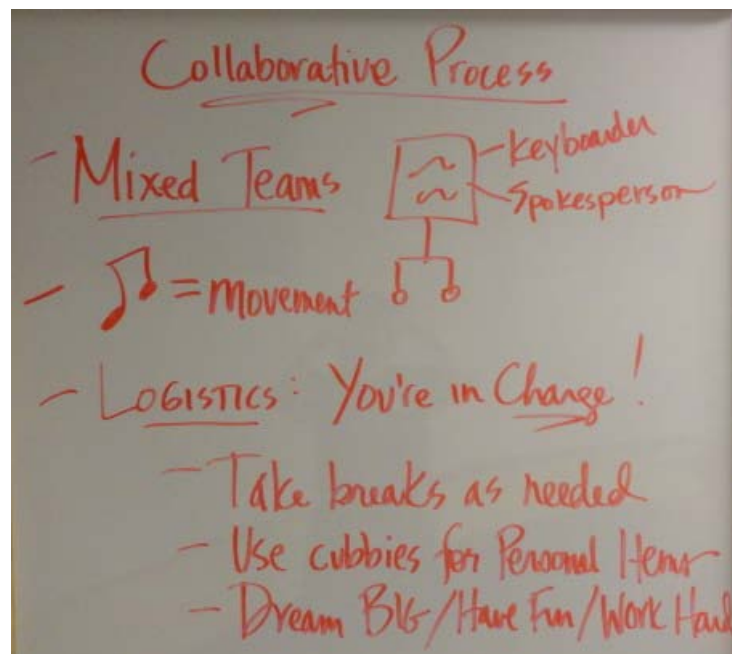 Collaborative Process
- Mixed Teams
- Keyboarder
- Spokesperson
- ♫ = Movement
- LOGISTICS: You're in Change!
- Take breaks as needed
- Use cubbies for Personal Items
- Dream BIG/Have Fun/Work Hard